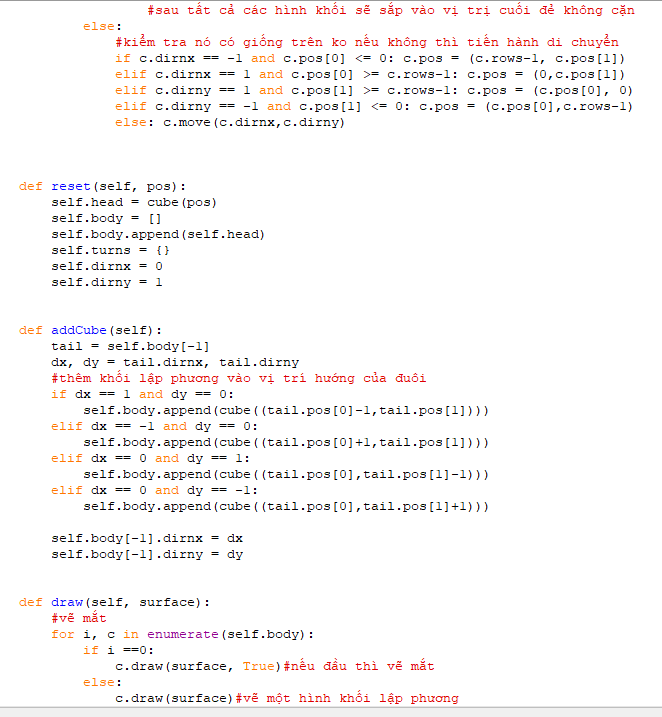 #sau tất cả các hình khối sẽ sắp vào vị trị cuối đẻ không cặn
else:
#kiểm tra nó có giống trên ko nếu không thì tiến hành di chuyển
if c.dirnx == -1 and c.pos[0] <= 0: c.pos = (c.rows-1, c.pos[1])
elif c.dirnx == 1 and c.pos[0] >= c.rows-1: c.pos = (0,c.pos[1])
elif c.dirny == 1 and c.pos[1] >= c.rows-1: c.pos = (c.pos[0], 0)
elif c.dirny == -1 and c.pos[1] <= 0: c.pos = (c.pos[0],c.rows-1)
else: c.move(c.dirnx,c.dirny)
def reset(self, pos):
self.head = cube(pos)
self.body = []
self.body.append(self.head)
self.turns = {}
self.dirnx = 0
self.dirny = 1
def addCube(self):
tail = self.body[-1]
dx, dy = tail.dirnx, tail.dirny
#thêm khối lập phương vào vị trí hướng của đuôi
if dx == 1 and dy == 0:
self.body.append(cube((tail.pos[0]-1,tail.pos[1])))
elif dx == -1 and dy == 0:
self.body.append(cube((tail.pos[0]+1,tail.pos[1])))
elif dx == 0 and dy == 1:
self.body.append(cube((tail.pos[0],tail.pos[1]-1)))
elif dx == 0 and dy == -1:
self.body.append(cube((tail.pos[0],tail.pos[1]+1)))
self.body[-1].dirnx = dx
self.body[-1].dirny = dy
def draw(self, surface):
#vẽ mắt
for i, c in enumerate(self.body):
if i ==0:
c.draw(surface, True)#nếu đầu thì vẽ mắt
else:
c.draw(surface)#vẽ một hình khối lập phương